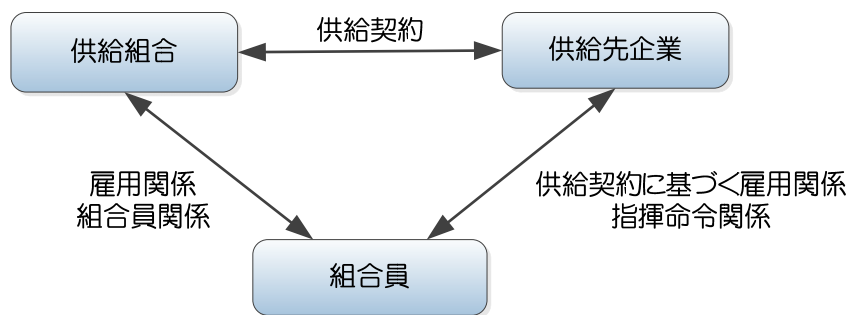 供給契約
供給組合
供給先企業
雇用関係
組合員関係
供給契約に基づく雇用関係
指揮命令関係
組合員